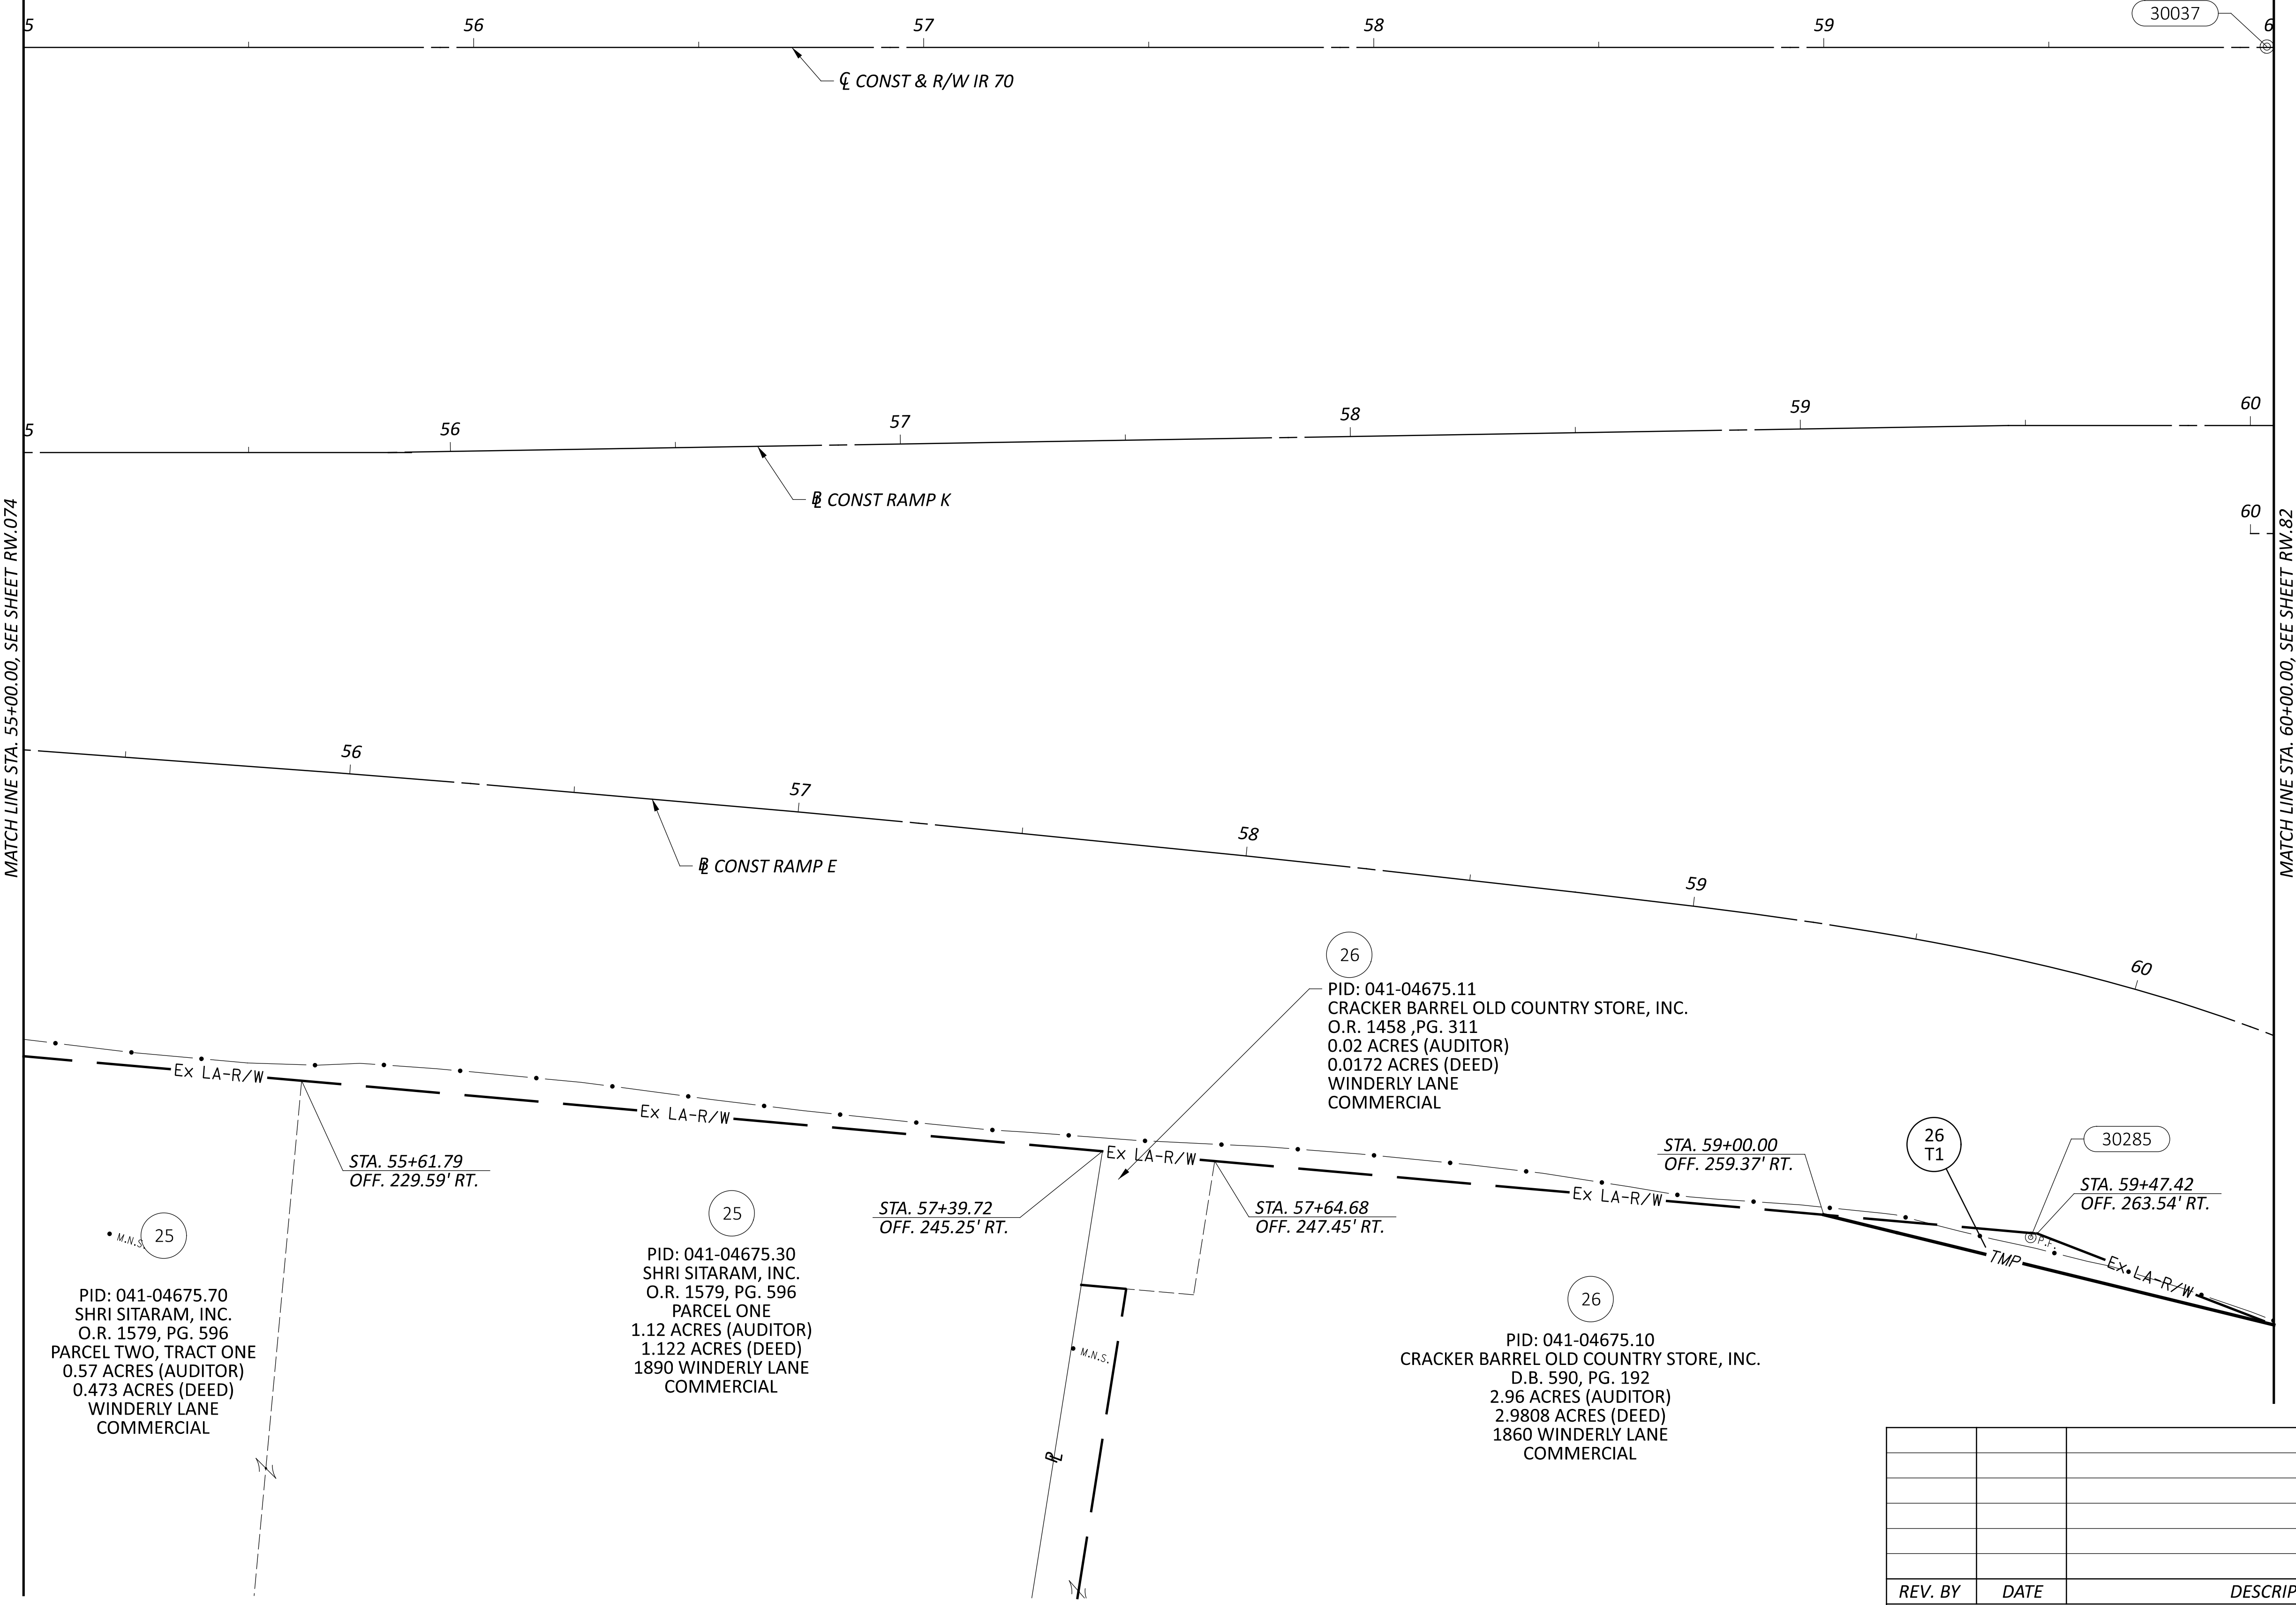 5
56
57
58
59
6
30037
℄ CONST & R/W IR 70
5
56
57
58
59
60
BL CONST RAMP K
60
MATCH LINE STA. 55+00.00, SEE SHEET RW.074
MATCH LINE STA. 60+00.00, SEE SHEET RW.82
56
57
58
59
60
BL CONST RAMP E
26
PID: 041-04675.11
CRACKER BARREL OLD COUNTRY STORE, INC.
O.R. 1458 ,PG. 311
0.02 ACRES (AUDITOR)
0.0172 ACRES (DEED)
WINDERLY LANE
COMMERCIAL
Ex LA-R/W
Ex LA-R/W
Ex LA-R/W
Ex LA-R/W
Ex LA-R/W
STA. 55+61.79
OFF. 229.59' RT.
STA. 57+39.72
OFF. 245.25' RT.
STA. 57+64.68
OFF. 247.45' RT.
STA. 59+00.00
OFF. 259.37' RT.
26
T1
30285
STA. 59+47.42
OFF. 263.54' RT.
P.F.
TMP
M.N.S.
25
PID: 041-04675.70
SHRI SITARAM, INC.
O.R. 1579, PG. 596
PARCEL TWO, TRACT ONE
0.57 ACRES (AUDITOR)
0.473 ACRES (DEED)
WINDERLY LANE
COMMERCIAL
25
PID: 041-04675.30
SHRI SITARAM, INC.
O.R. 1579, PG. 596
PARCEL ONE
1.12 ACRES (AUDITOR)
1.122 ACRES (DEED)
1890 WINDERLY LANE
COMMERCIAL
M.N.S.
PL
26
PID: 041-04675.10
CRACKER BARREL OLD COUNTRY STORE, INC.
D.B. 590, PG. 192
2.96 ACRES (AUDITOR)
2.9808 ACRES (DEED)
1860 WINDERLY LANE
COMMERCIAL
REV. BY DATE DESCRIP